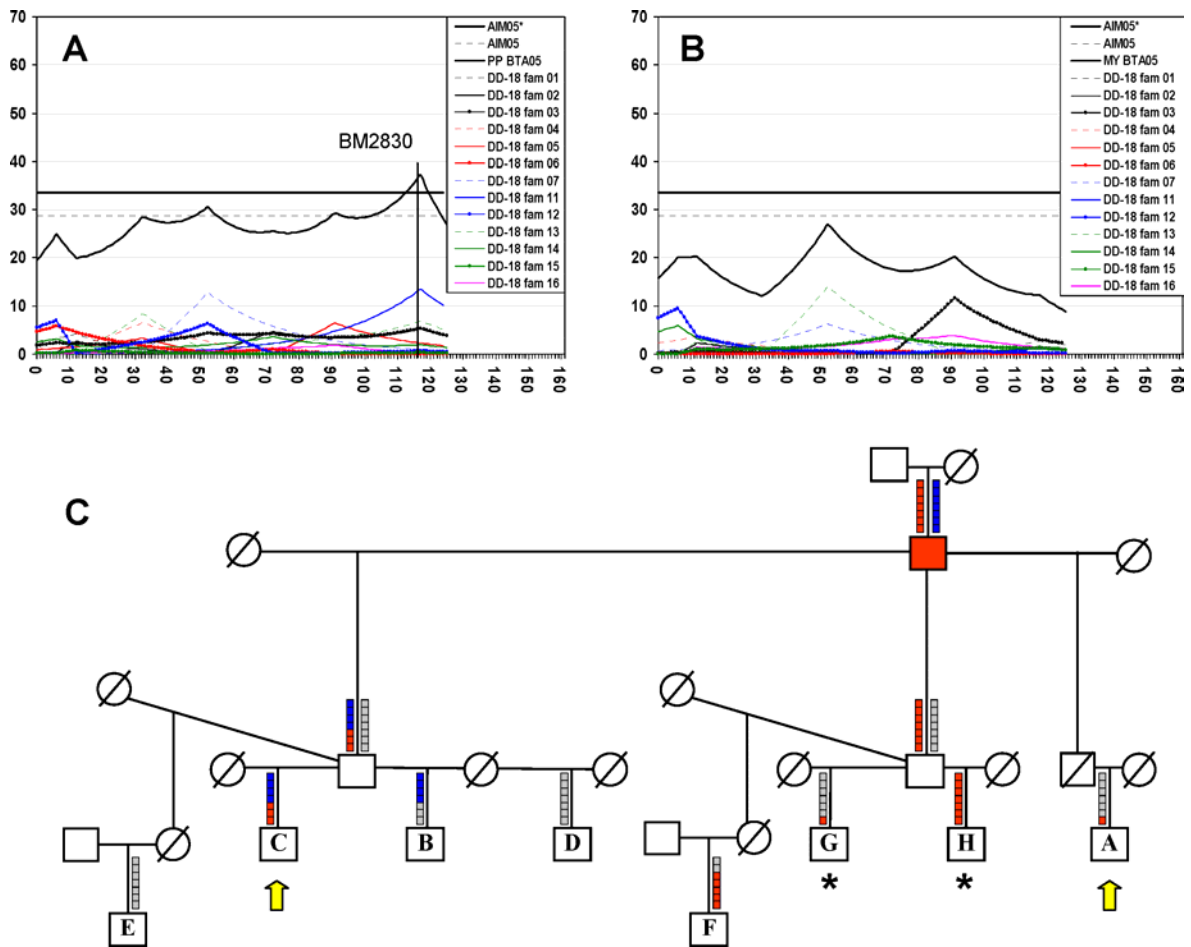 70
60
50
40
30
20
10
0
A
BM2830
AIM05*
AIM05
PP BTA05
DD-18 fam 01
DD-18 fam 02
DD-18 fam 03
DD-18 fam 04
DD-18 fam 05
DD-18 fam 06
DD-18 fam 07
DD-18 fam 11
DD-18 fam 12
DD-18 fam 13
DD-18 fam 14
DD-18 fam 15
DD-18 fam 16
0 10 20 30 40 50 60 70 80 90 100 110 120 130 140 150 160
70
60
50
40
30
20
10
0
B
AIM05*
AIM05
MY BTA05
DD-18 fam 01
DD-18 fam 02
DD-18 fam 03
DD-18 fam 04
DD-18 fam 05
DD-18 fam 06
DD-18 fam 07
DD-18 fam 11
DD-18 fam 12
DD-18 fam 13
DD-18 fam 14
DD-18 fam 15
DD-18 fam 16
0 10 20 30 40 50 60 70 80 90 100 110 120 130 140 150 160
C
C B D G H A
* *
E F